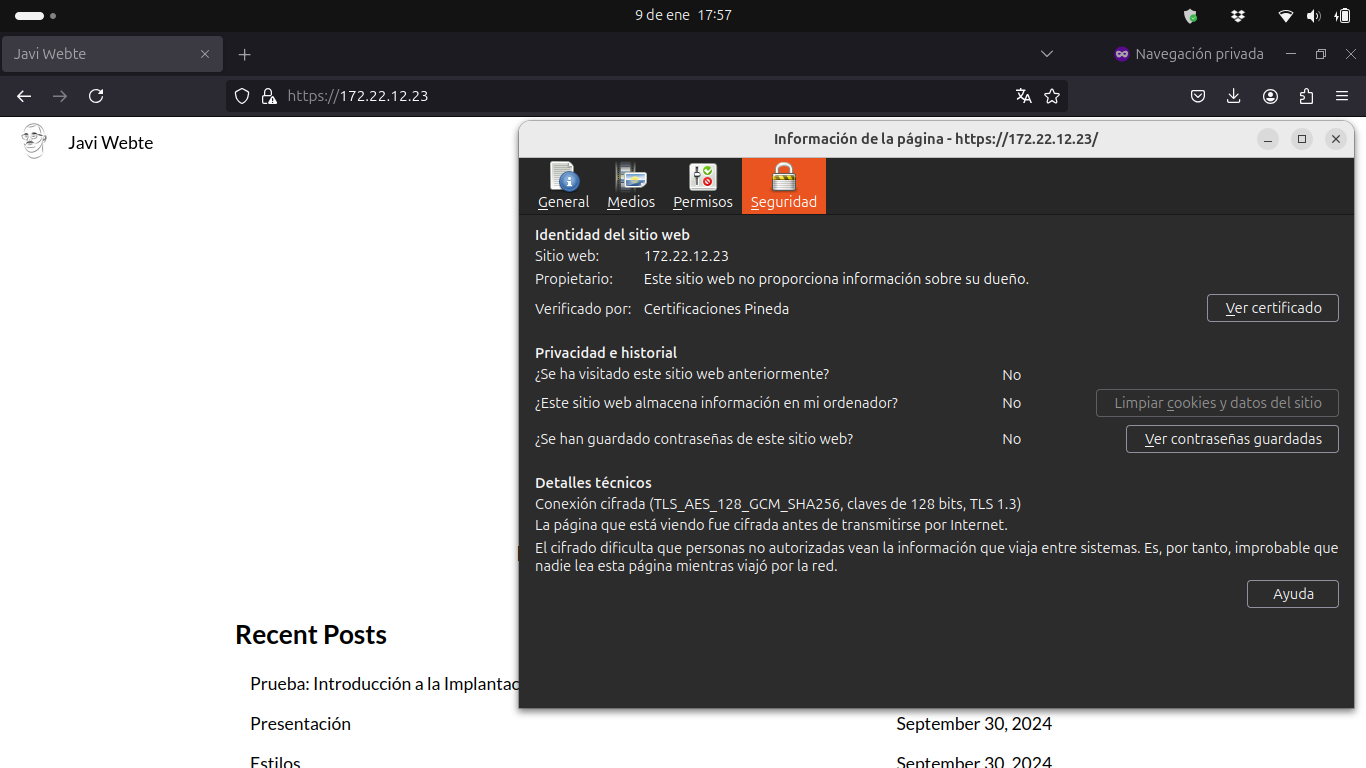 9 de ene 17:57
Javi Webte
Navegación privada
https://172.22.12.23
Javi Webte
Información de la página - https://172.22.12.23/
General Medios Permisos Seguridad
Identidad del sitio web
Sitio web: 172.22.12.23
Propietario: Este sitio web no proporciona información sobre su dueño.
Verificado por: Certificaciones Pineda Ver certificado
Privacidad e historial
¿Se ha visitado este sitio web anteriormente? No
¿Este sitio web almacena información en mi ordenador? No Limpiar cookies y datos del sitio
¿Se han guardado contraseñas de este sitio web? No Ver contraseñas guardadas
Detalles técnicos
Conexión cifrada (TLS_AES_128_GCM_SHA256, claves de 128 bits, TLS 1.3)
La página que está viendo fue cifrada antes de transmitirse por Internet.
El cifrado dificulta que personas no autorizadas vean la información que viaja entre sistemas. Es, por tanto, improbable que
nadie lea esta página mientras viajó por la red.
Ayuda
Recent Posts
Prueba: Introducción a la Implantac
Presentación September 30, 2024
Estilos September 30, 2024